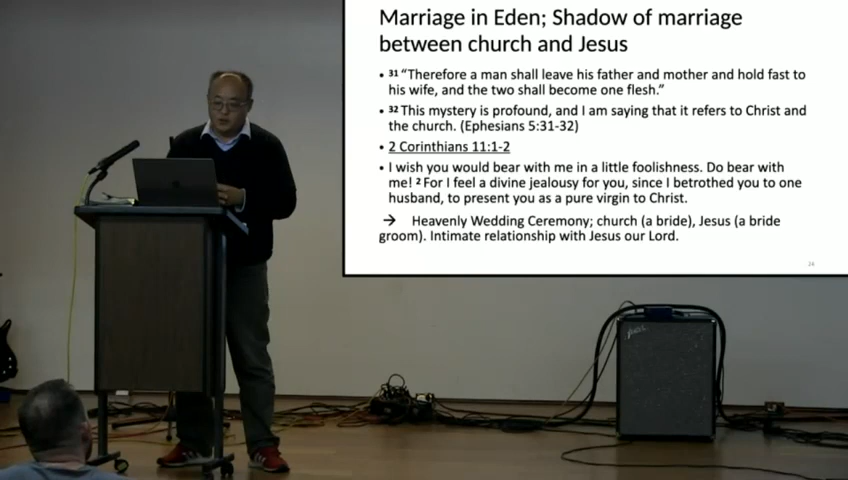 Marriage in Eden; Shadow of marriage
between church and Jesus
• ³¹ “Therefore a man shall leave his father and mother and hold fast to
his wife, and the two shall become one flesh.”
• ³² This mystery is profound, and I am saying that it refers to Christ and
the church. (Ephesians 5:31-32)
• 2 Corinthians 11:1-2
• I wish you would bear with me in a little foolishness. Do bear with
me! ² For I feel a divine jealousy for you, since I betrothed you to one
husband, to present you as a pure virgin to Christ.
→ Heavenly Wedding Ceremony; church (a bride), Jesus (a bride
groom). Intimate relationship with Jesus our Lord.
24